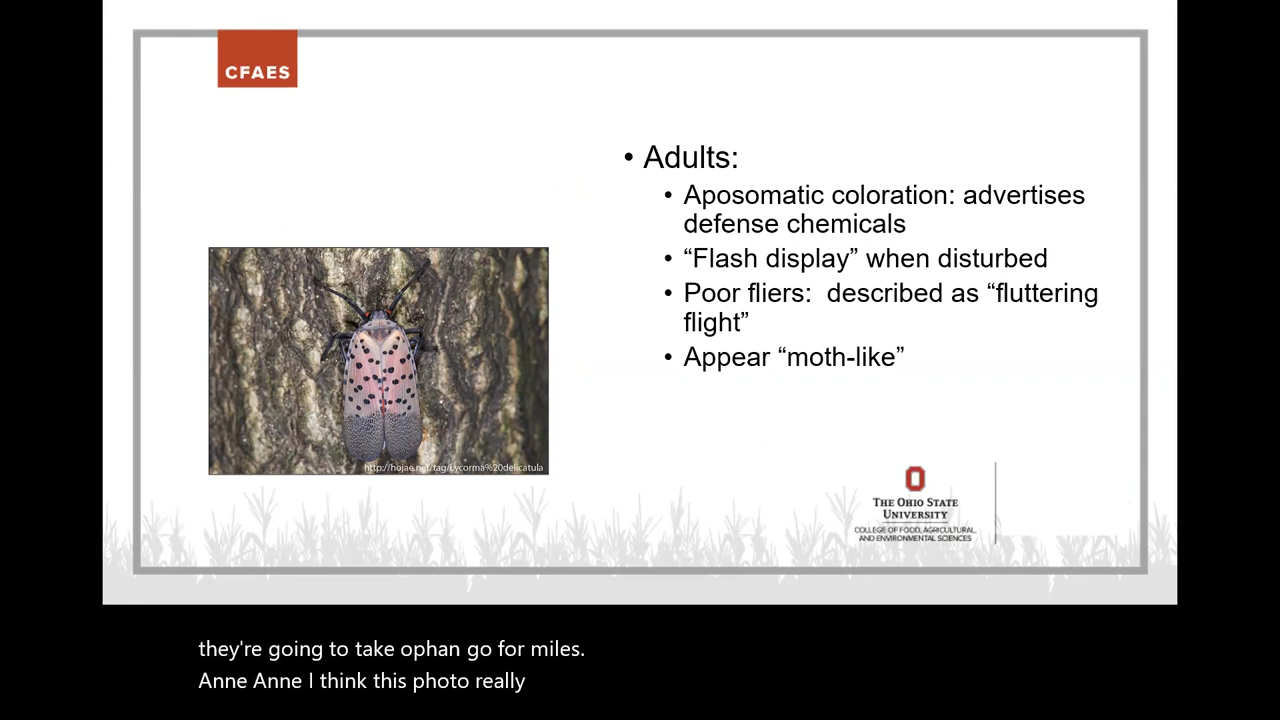 CFAES
• Adults:
• Aposomatic coloration: advertises
defense chemicals
• “Flash display” when disturbed
• Poor fliers:  described as “fluttering
flight”
• Appear “moth-like”
http://hojae.net/tag/Lycorma%20delicatula
THE OHIO STATE
UNIVERSITY
COLLEGE OF FOOD, AGRICULTURAL,
AND ENVIRONMENTAL SCIENCES
they're going to take ophan go for miles.
Anne Anne I think this photo really